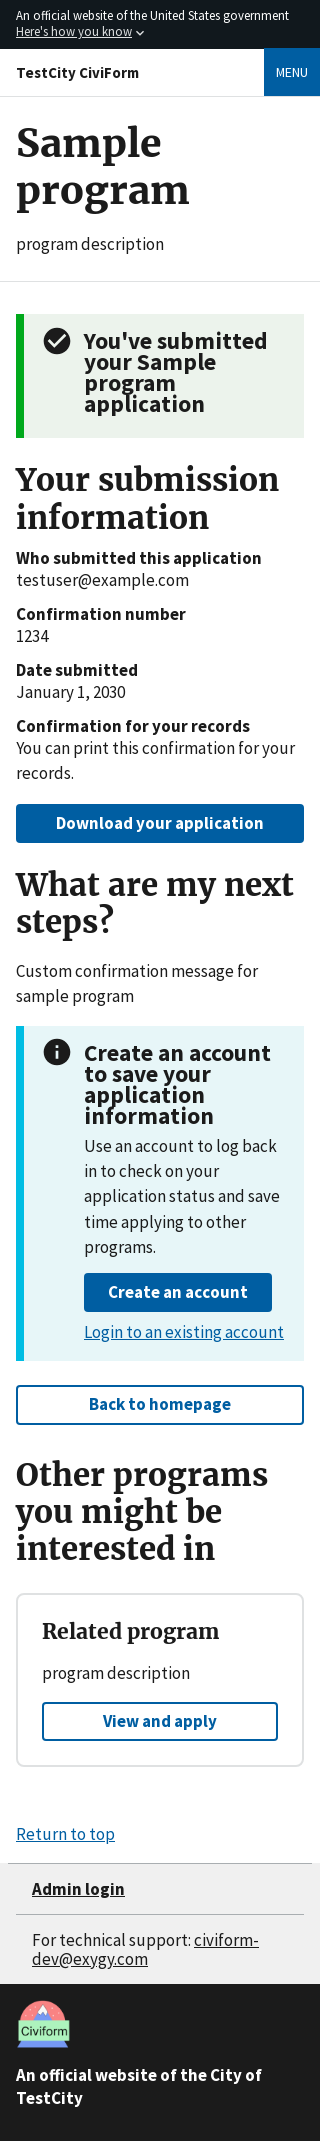 An official website of the United States government
Here's how you know
TestCity CiviForm
MENU
Sample
program
program description
You've submitted
your Sample
program
application
Your submission
information
Who submitted this application
testuser@example.com
Confirmation number
1234
Date submitted
January 1, 2030
Confirmation for your records
You can print this confirmation for your
records.
Download your application
What are my next
steps?
Custom confirmation message for
sample program
Create an account
to save your
application
information
Use an account to log back
in to check on your
application status and save
time applying to other
programs.
Create an account
Login to an existing account
Back to homepage
Other programs
you might be
interested in
Related program
program description
View and apply
Return to top
Admin login
For technical support: civiform-
dev@exygy.com
Civiform
An official website of the City of
TestCity